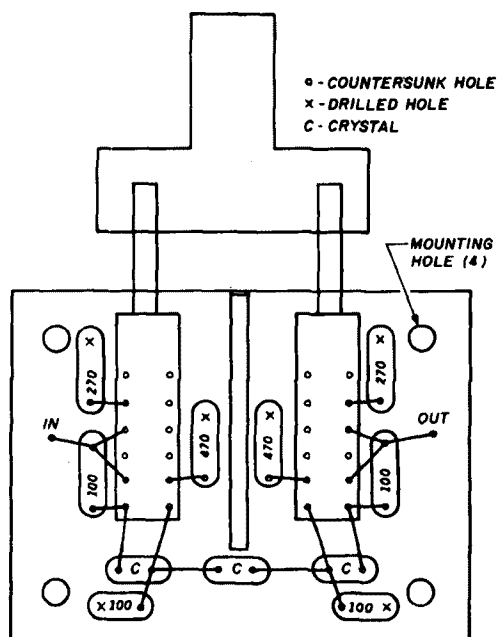 o - COUNTERSUNK HOLE
x - DRILLED HOLE
C - CRYSTAL
MOUNTING
HOLE (4)
x 270
x 270
IN
470 x
470 x
OUT
100
100
C
C
C
x 100
100 x